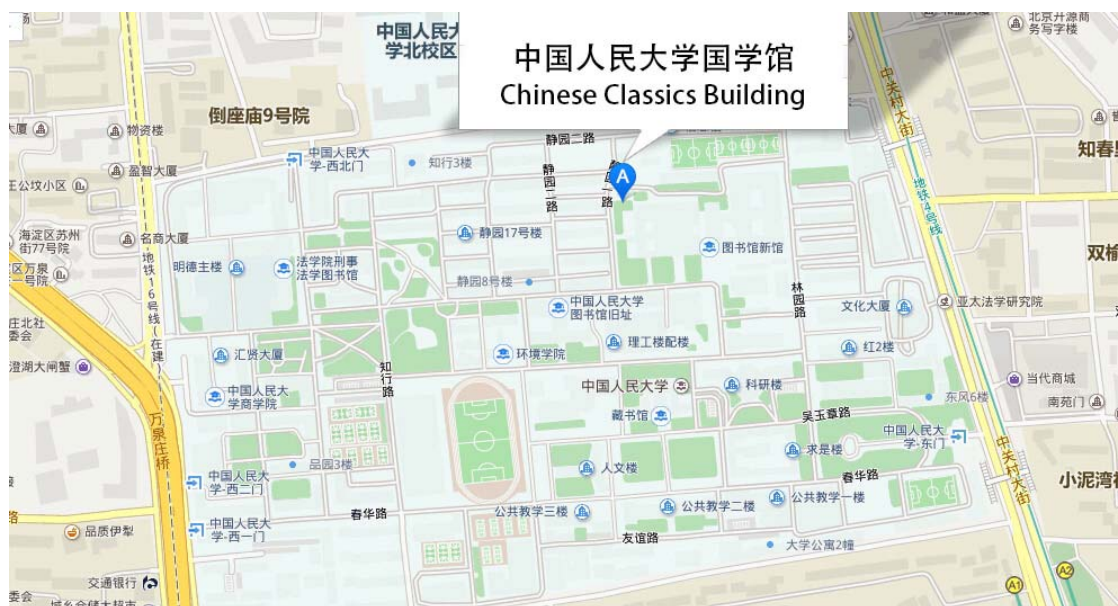 中国人民大
学北校区
中国人民大学国学馆
Chinese Classics Building
北京开源商
务写字楼
倒座庙9号院
物资楼
中国人民大
学-西北门
知行3楼
静园二路
中关村大街
盈智大厦
静园二路
A
知春
王公坟小区
海淀区苏州
街77号院
名商大厦
静园17号楼
图书馆新馆
地铁4号线
双榆
明德主楼
法学院刑事
法学图书馆
静园8号楼
林园路
地铁16号线(在建)
中国人民大学
图书馆旧址
文化大厦
亚太法学研究院
汇贤大厦
环境学院
理工楼配楼
红2楼
澄湖大闸蟹
知行路
中国人民大学
科研楼
当代商城
中国人民大
学商学院
藏书馆
吴玉章路
东风6楼
南苑门
万泉庄桥
中国人民大
学-东门
品园3楼
人文楼
求是楼
中关村大街
中国人民大
学-西二门
春华路
小泥湾
春华路
公共教学三楼
公共教学二楼
公共教学一楼
品质伊犁
中国人民大
学-西一门
友谊路
大学公寓2幢
交通银行
A1
A2